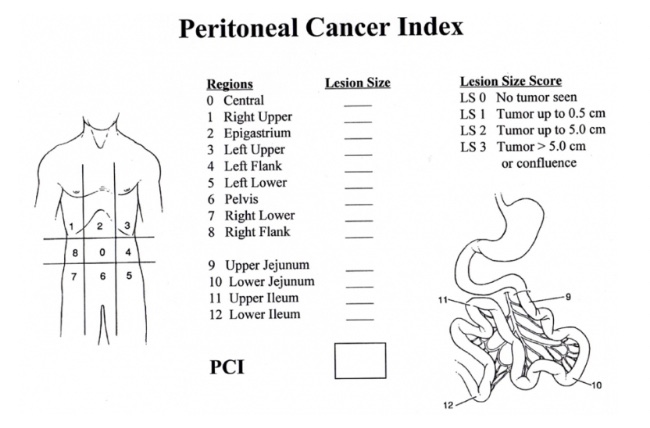 Peritoneal Cancer Index
Regions
0 Central
1 Right Upper
2 Epigastrium
3 Left Upper
4 Left Flank
5 Left Lower
6 Pelvis
7 Right Lower
8 Right Flank
9 Upper Jejunum
10 Lower Jejunum
11 Upper Ileum
12 Lower Ileum
PCI
Lesion Size
Lesion Size Score
LS 0 No tumor seen
LS 1 Tumor up to 0.5 cm
LS 2 Tumor up to 5.0 cm
LS 3 Tumor > 5.0 cm
or confluence
1 2 3
8 0 4
7 6 5
11
9
10
12